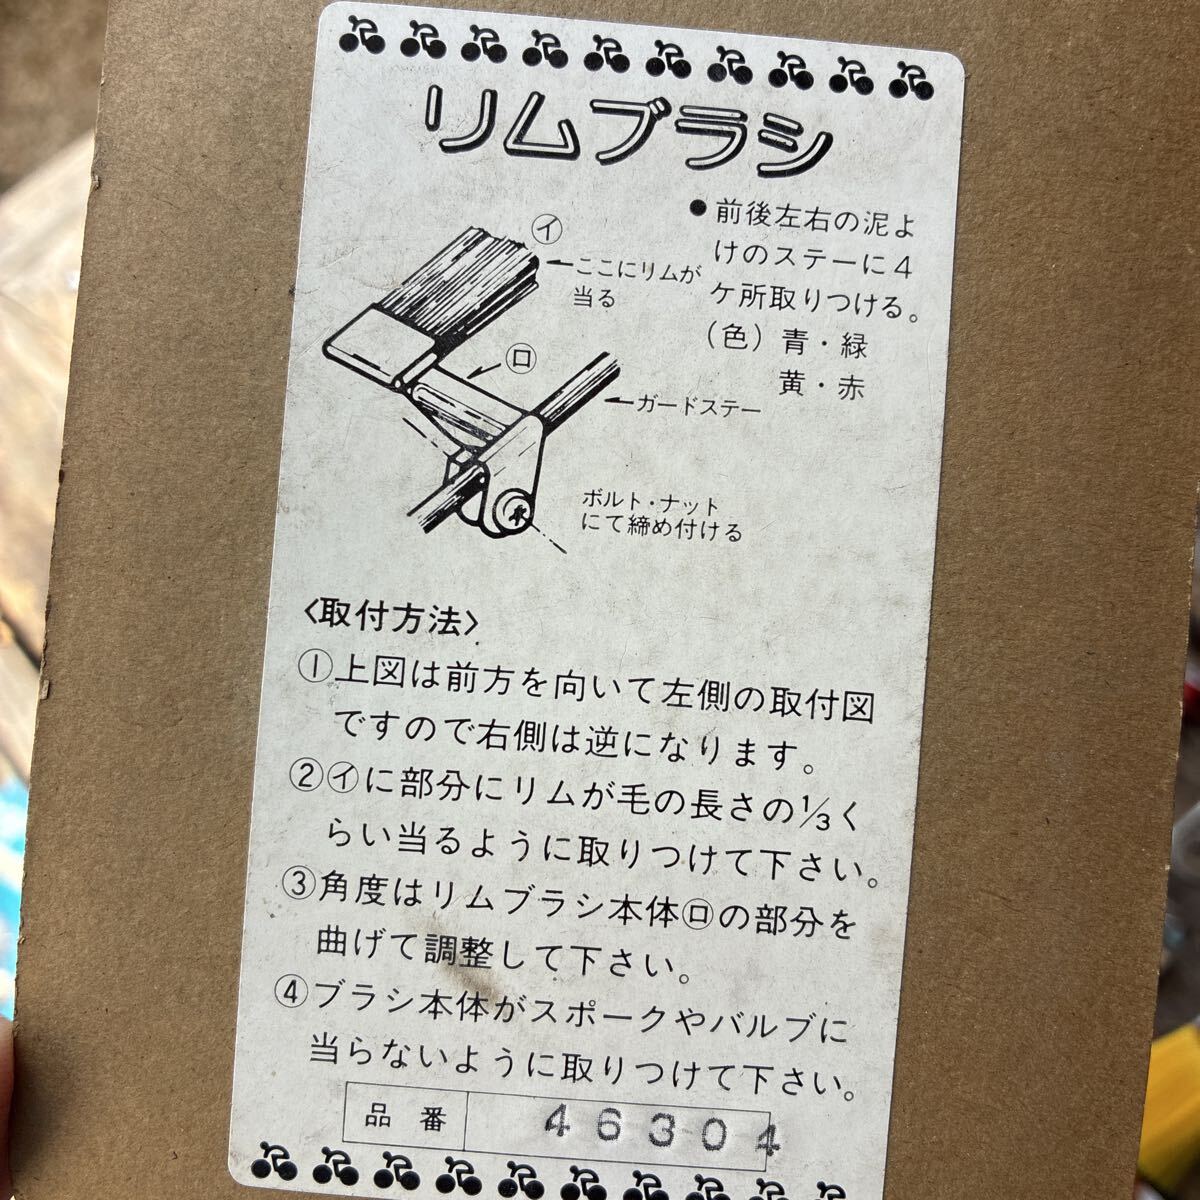 リムブラシ
●前後左右の泥よ
けのステーに4
ケ所取りつける。
（色）青・緑
黄・赤
㋑
ここにリムが
当る
㋺
ガードステー
ボルト・ナット
にて締め付ける
〈取付方法〉
①上図は前方を向いて左側の取付図
ですので右側は逆になります。
②㋑に部分にリムが毛の長さの⅓く
らい当るように取りつけて下さい。
③角度はリムブラシ本体㋺の部分を
曲げて調整して下さい。
④ブラシ本体がスポークやバルブに
当らないように取りつけて下さい。
品番 46304